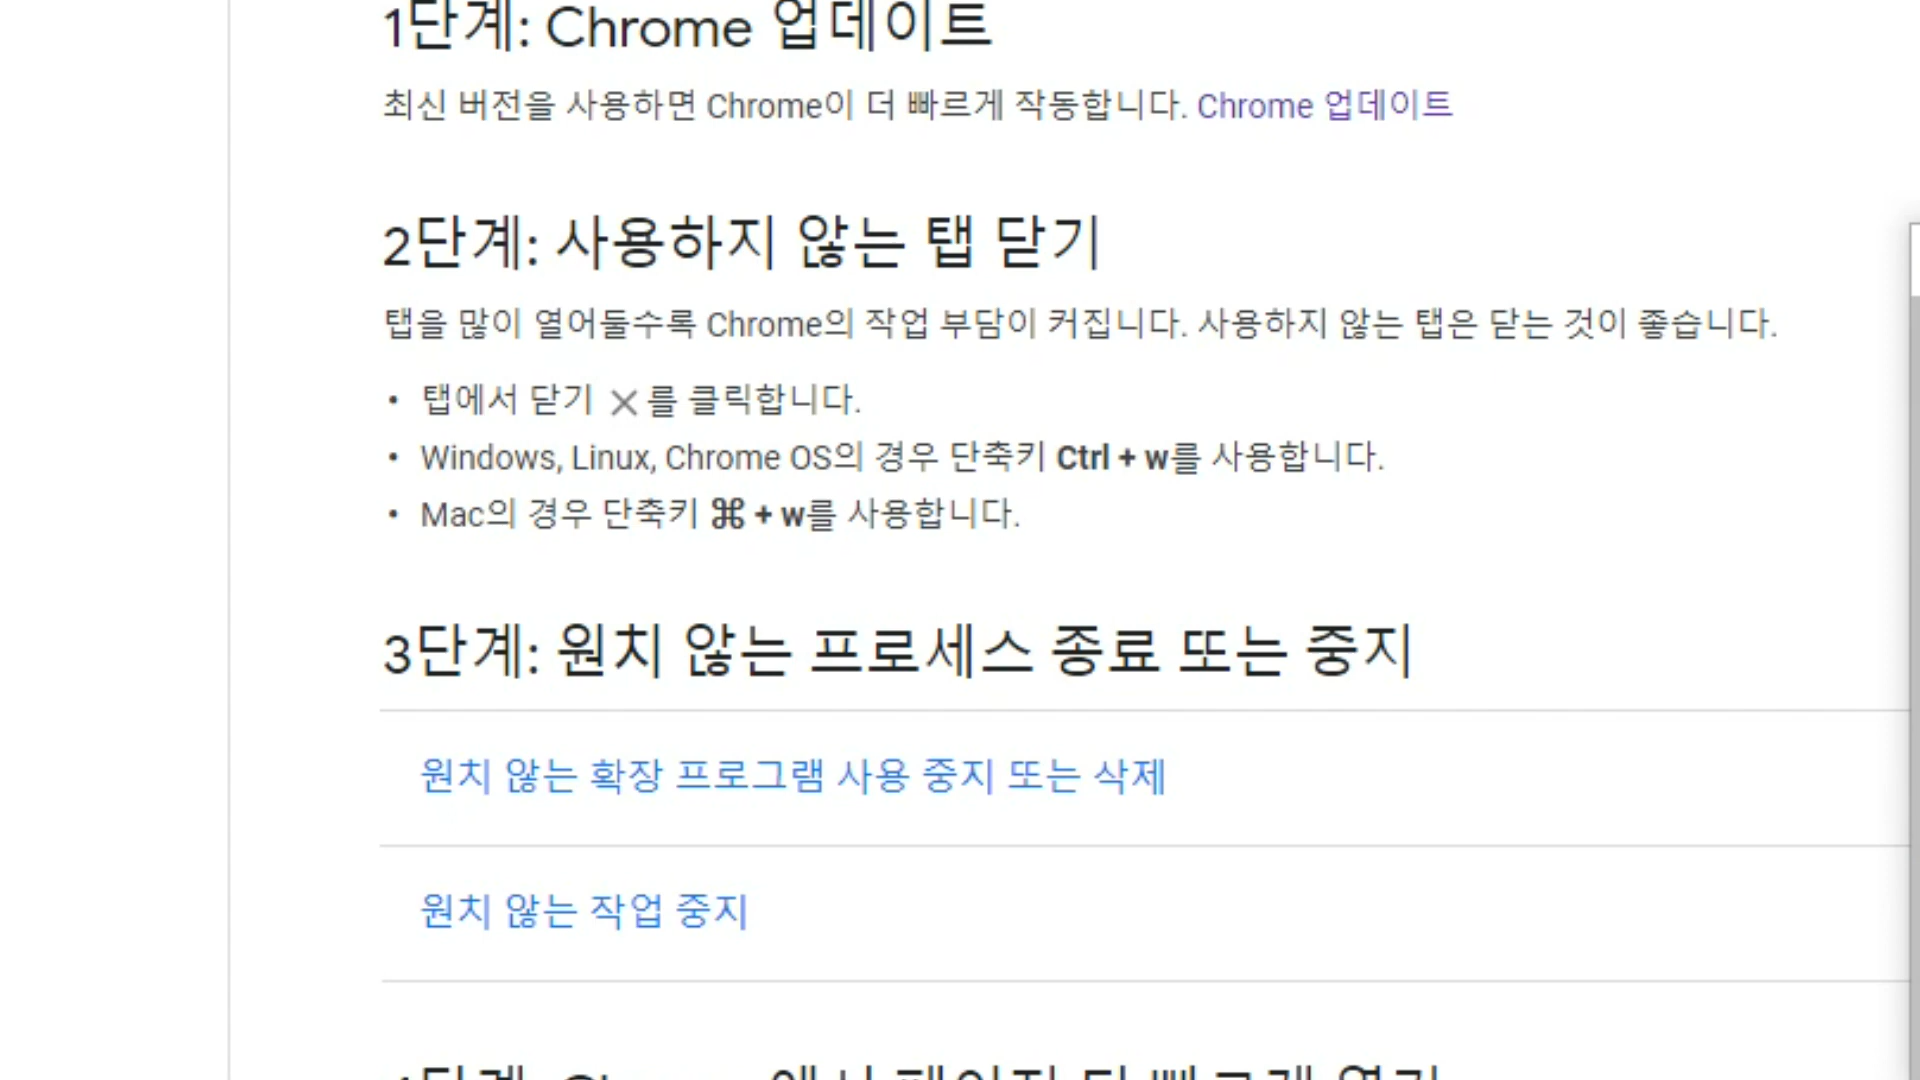 1단계: Chrome 업데이트
최신 버전을 사용하면 Chrome이 더 빠르게 작동합니다. Chrome 업데이트
2단계: 사용하지 않는 탭 닫기
탭을 많이 열어둘수록 Chrome의 작업 부담이 커집니다. 사용하지 않는 탭은 닫는 것이 좋습니다.
• 탭에서 닫기 × 를 클릭합니다.
• Windows, Linux, Chrome OS의 경우 단축키 Ctrl + w를 사용합니다.
• Mac의 경우 단축키 ⌘ + w를 사용합니다.
3단계: 원치 않는 프로세스 종료 또는 중지
원치 않는 확장 프로그램 사용 중지 또는 삭제
원치 않는 작업 중지